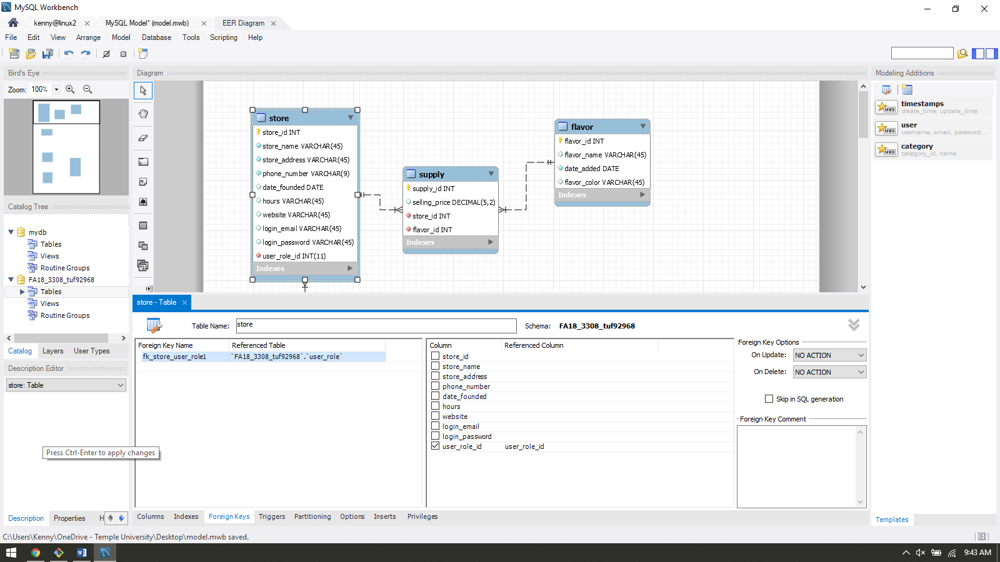 MySQL Workbench
kenny@linux2
MySQL Model* (model.mwb)
EER Diagram
File Edit View Arrange Model Database Tools Scripting Help
Bird's Eye
Zoom: 100%
Diagram
Modeling Additions
timestamps
create_time, update_time
user
username, email, password, ...
category
category_id, name
store
store_id INT
store_name VARCHAR(45)
store_address VARCHAR(45)
phone_number VARCHAR(9)
date_founded DATE
hours VARCHAR(45)
website VARCHAR(45)
login_email VARCHAR(45)
login_password VARCHAR(45)
user_role_id INT(11)
Indexes
supply
supply_id INT
selling_price DECIMAL(5,2)
store_id INT
flavor_id INT
Indexes
flavor
flavor_id INT
flavor_name VARCHAR(45)
date_added DATE
flavor_color VARCHAR(45)
Indexes
Catalog Tree
mydb
Tables
Views
Routine Groups
FA18_3308_tuf92968
Tables
Views
Routine Groups
Catalog Layers User Types
Description Editor
store: Table
Press Ctrl-Enter to apply changes
Description Properties H
store - Table
Table Name: store
Schema: FA18_3308_tuf92968
Foreign Key Name Referenced Table
fk_store_user_role1 `FA18_3308_tuf92968`.`user_role`
Column Referenced Column
store_id
store_name
store_address
phone_number
date_founded
hours
website
login_email
login_password
user_role_id user_role_id
Foreign Key Options
On Update: NO ACTION
On Delete: NO ACTION
Skip in SQL generation
Foreign Key Comment
Columns Indexes Foreign Keys Triggers Partitioning Options Inserts Privileges
Templates
C:\Users\Kenny\OneDrive - Temple University\Desktop\model.mwb saved.
9:43 AM